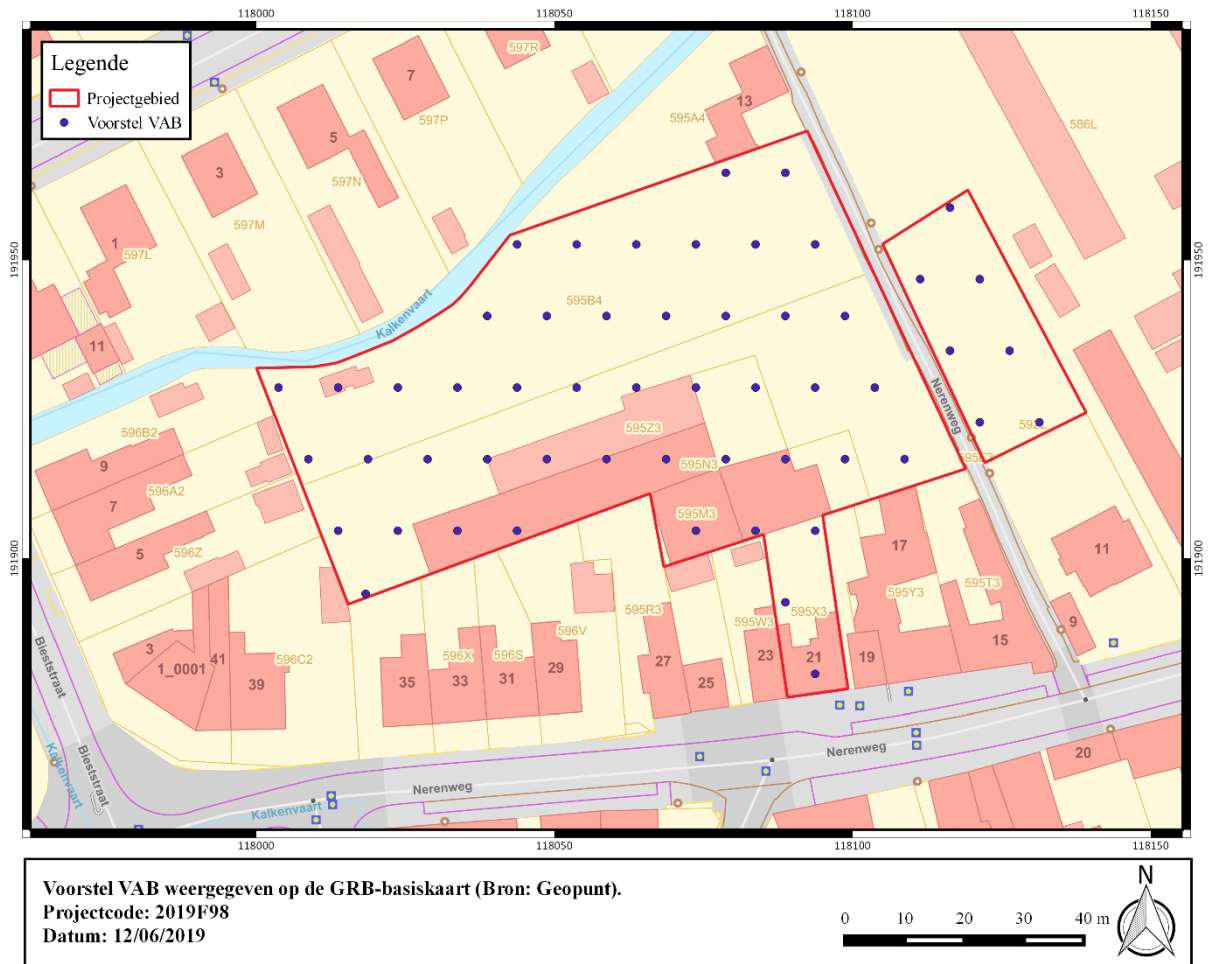 118000 118050 118100 118150
Legende
Projectgebied
Voorstel VAB
597R
7
597P
13
595A4
586L
5
597N
3
597M
1
597L
191950
191950
Kalkenvaart
595B4
11
Nerenweg
596B2
595Z3
9
596A2
595N3
595E3
7
595M3
5
596Z
17
11
191900
191900
595R3
595X3
595Y3
595T3
595W3
596V
9
3
1_0001
41
596C2
596X
596S
39
35
33
31
29
27
25
23
21
19
15
Bieststraat
Bieststraat
Kalkenvaart
Nerenweg
Nerenweg
20
Kalkenvaart
118000 118050 118100 118150
Voorstel VAB weergegeven op de GRB-basiskaart (Bron: Geopunt).
Projectcode: 2019F98
Datum: 12/06/2019
0 10 20 30 40 m
N